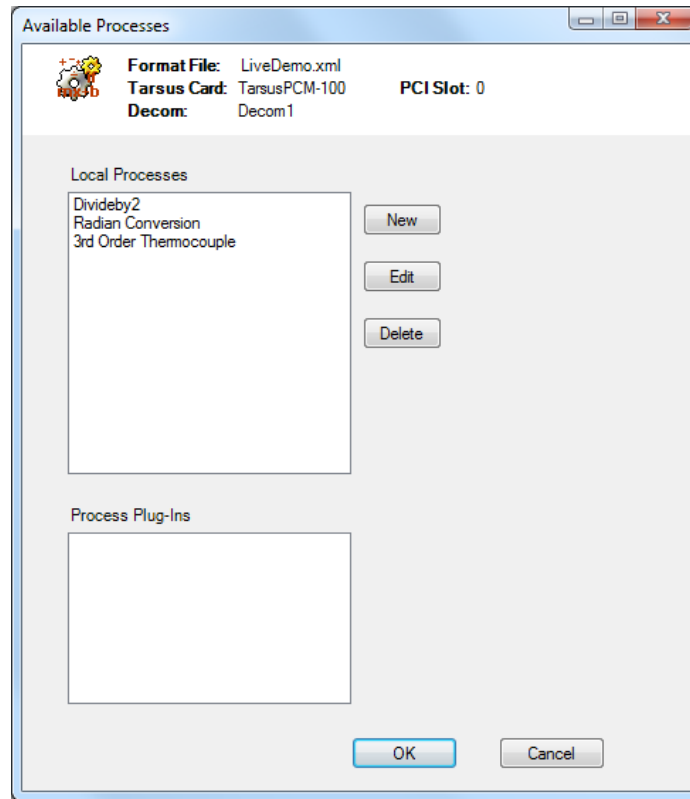 Available Processes
Format File: LiveDemo.xml
Tarsus Card: TarsusPCM-100 PCI Slot: 0
Decom: Decom1
Local Processes
Divideby2
Radian Conversion
3rd Order Thermocouple
New
Edit
Delete
Process Plug-Ins
OK
Cancel